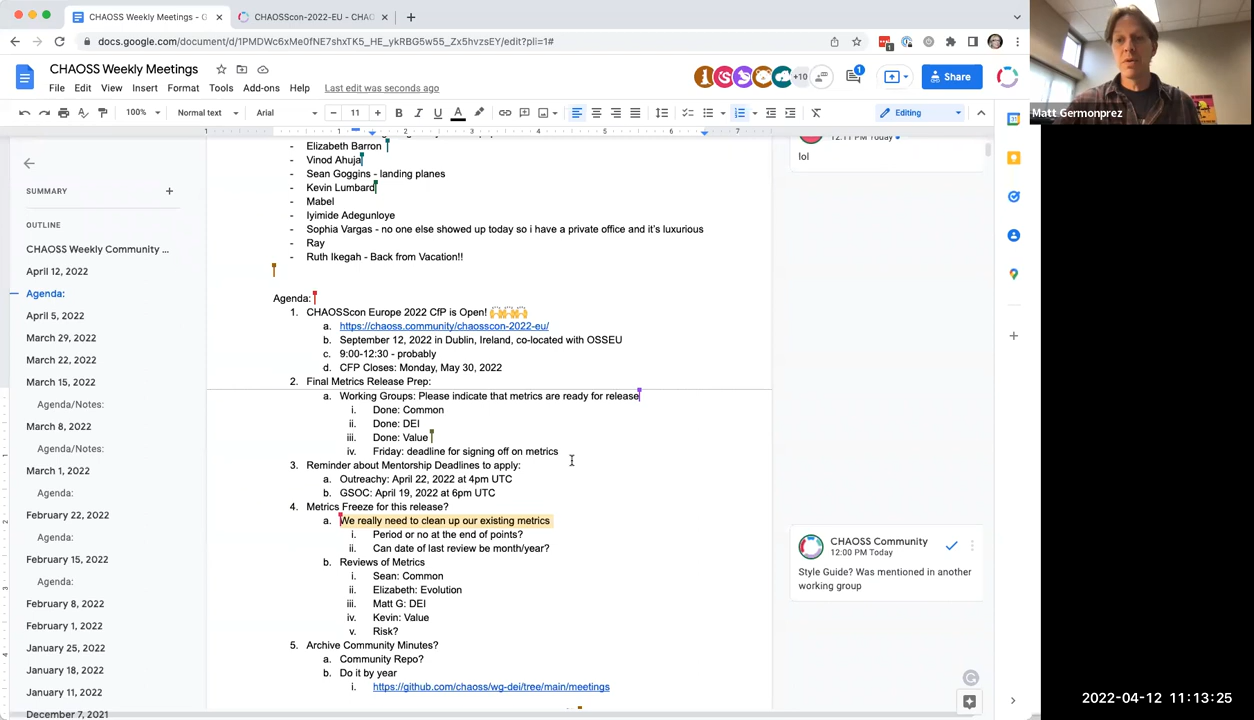 CHAOSS Weekly Meetings - G
CHAOSScon-2022-EU - CHAO
docs.google.com/document/d/1PMDWc6xMe0fNE7shxTK5_HE_ykRBG5w55_Zx5hvzsEY/edit?pli=1#
CHAOSS Weekly Meetings
File Edit View Insert Format Tools Add-ons Help Last edit was seconds ago
+10
1
Share
100% Normal text Arial 11 Editing
Matt Germonprez
1 1 2 3 4 5 6 7
SUMMARY
OUTLINE
CHAOSS Weekly Community ...
April 12, 2022
Agenda:
April 5, 2022
March 29, 2022
March 22, 2022
March 15, 2022
Agenda/Notes:
March 8, 2022
Agenda/Notes:
March 1, 2022
Agenda:
February 22, 2022
Agenda:
February 15, 2022
Agenda:
February 8, 2022
February 1, 2022
January 25, 2022
January 18, 2022
January 11, 2022
December 7, 2021
- Elizabeth Barron
- Vinod Ahuja
- Sean Goggins - landing planes
- Kevin Lumbard
- Mabel
- Iyimide Adegunloye
- Sophia Vargas - no one else showed up today so i have a private office and it's luxurious
- Ray
- Ruth Ikegah - Back from Vacation!!
Agenda:
1. CHAOSScon Europe 2022 CfP is Open! 🙌🙌🙌
a. https://chaoss.community/chaosscon-2022-eu/
b. September 12, 2022 in Dublin, Ireland, co-located with OSSEU
c. 9:00-12:30 - probably
d. CFP Closes: Monday, May 30, 2022
2. Final Metrics Release Prep:
a. Working Groups: Please indicate that metrics are ready for release
i. Done: Common
ii. Done: DEI
iii. Done: Value
iv. Friday: deadline for signing off on metrics
3. Reminder about Mentorship Deadlines to apply:
a. Outreachy: April 22, 2022 at 4pm UTC
b. GSOC: April 19, 2022 at 6pm UTC
4. Metrics Freeze for this release?
a. We really need to clean up our existing metrics
i. Period or no at the end of points?
ii. Can date of last review be month/year?
b. Reviews of Metrics
i. Sean: Common
ii. Elizabeth: Evolution
iii. Matt G: DEI
iv. Kevin: Value
v. Risk?
5. Archive Community Minutes?
a. Community Repo?
b. Do it by year
i. https://github.com/chaoss/wg-dei/tree/main/meetings
12:11 PM Today
lol
CHAOSS Community
12:00 PM Today
Style Guide? Was mentioned in another
working group
2022-04-12 11:13:25